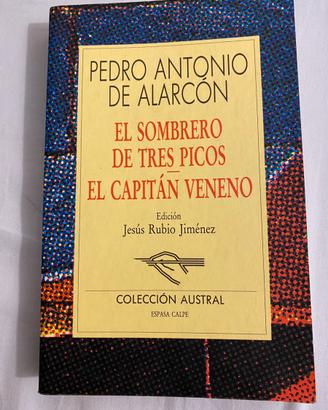 PEDRO ANTONIO
DE ALARCÓN
EL SOMBRERO
DE TRES PICOS
EL CAPITÁN VENENO
Edición
Jesús Rubio Jiménez
COLECCIÓN AUSTRAL
ESPASA CALPE